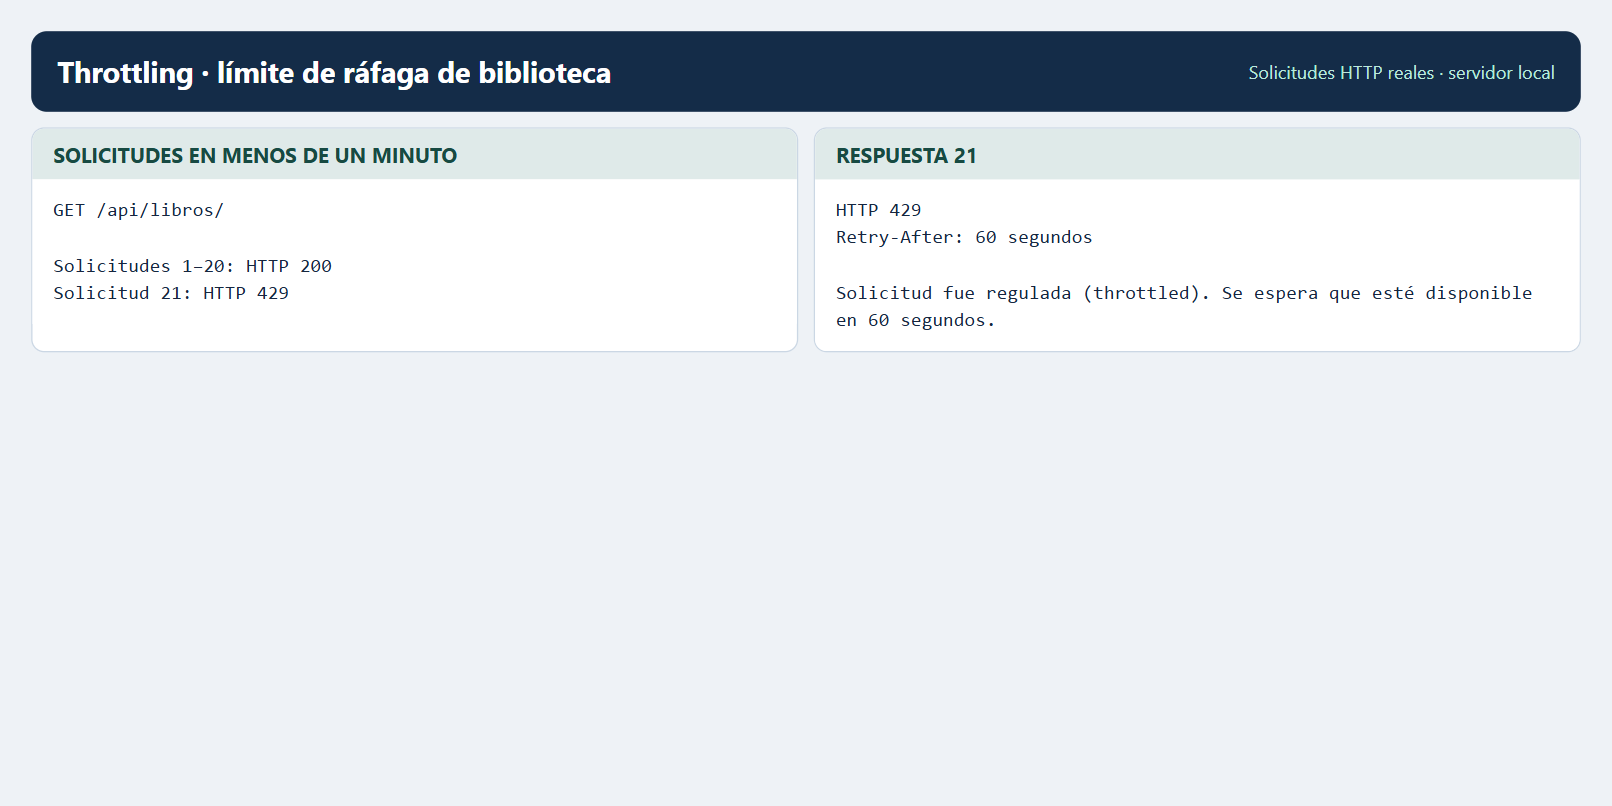 Throttling · límite de ráfaga de biblioteca
Solicitudes HTTP reales · servidor local
SOLICITUDES EN MENOS DE UN MINUTO
GET /api/libros/
Solicitudes 1–20: HTTP 200
Solicitud 21: HTTP 429
RESPUESTA 21
HTTP 429
Retry-After: 60 segundos
Solicitud fue regulada (throttled). Se espera que esté disponible
en 60 segundos.